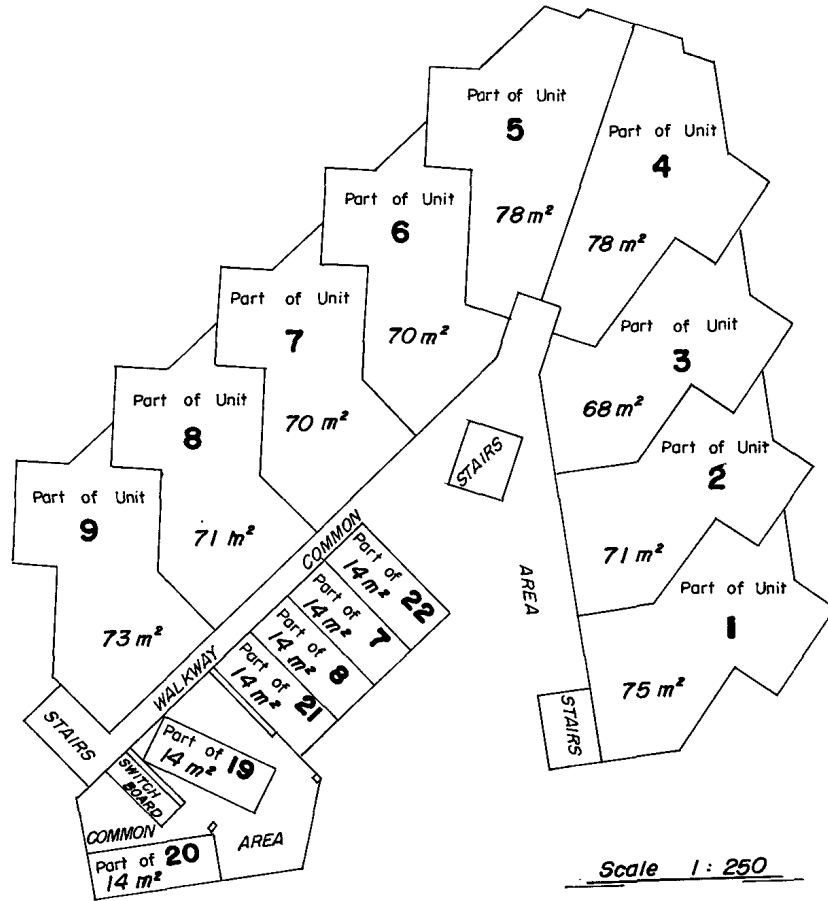 Part of Unit
5
78 m²
Part of Unit
4
78 m²
Part of Unit
6
70 m²
Part of Unit
7
70 m²
Part of Unit
3
68 m²
Part of Unit
8
71 m²
Part of Unit
2
71 m²
Part of Unit
9
73 m²
Part of Unit
1
75 m²
STAIRS
COMMON
AREA
Part of 22
14 m²
Part of 7
14 m²
Part of 8
14 m²
Part of 21
14 m²
WALKWAY
STAIRS
STAIRS
Part of 19
14 m²
SWITCH
BOARD
COMMON
AREA
Part of 20
14 m²
Scale 1 : 250